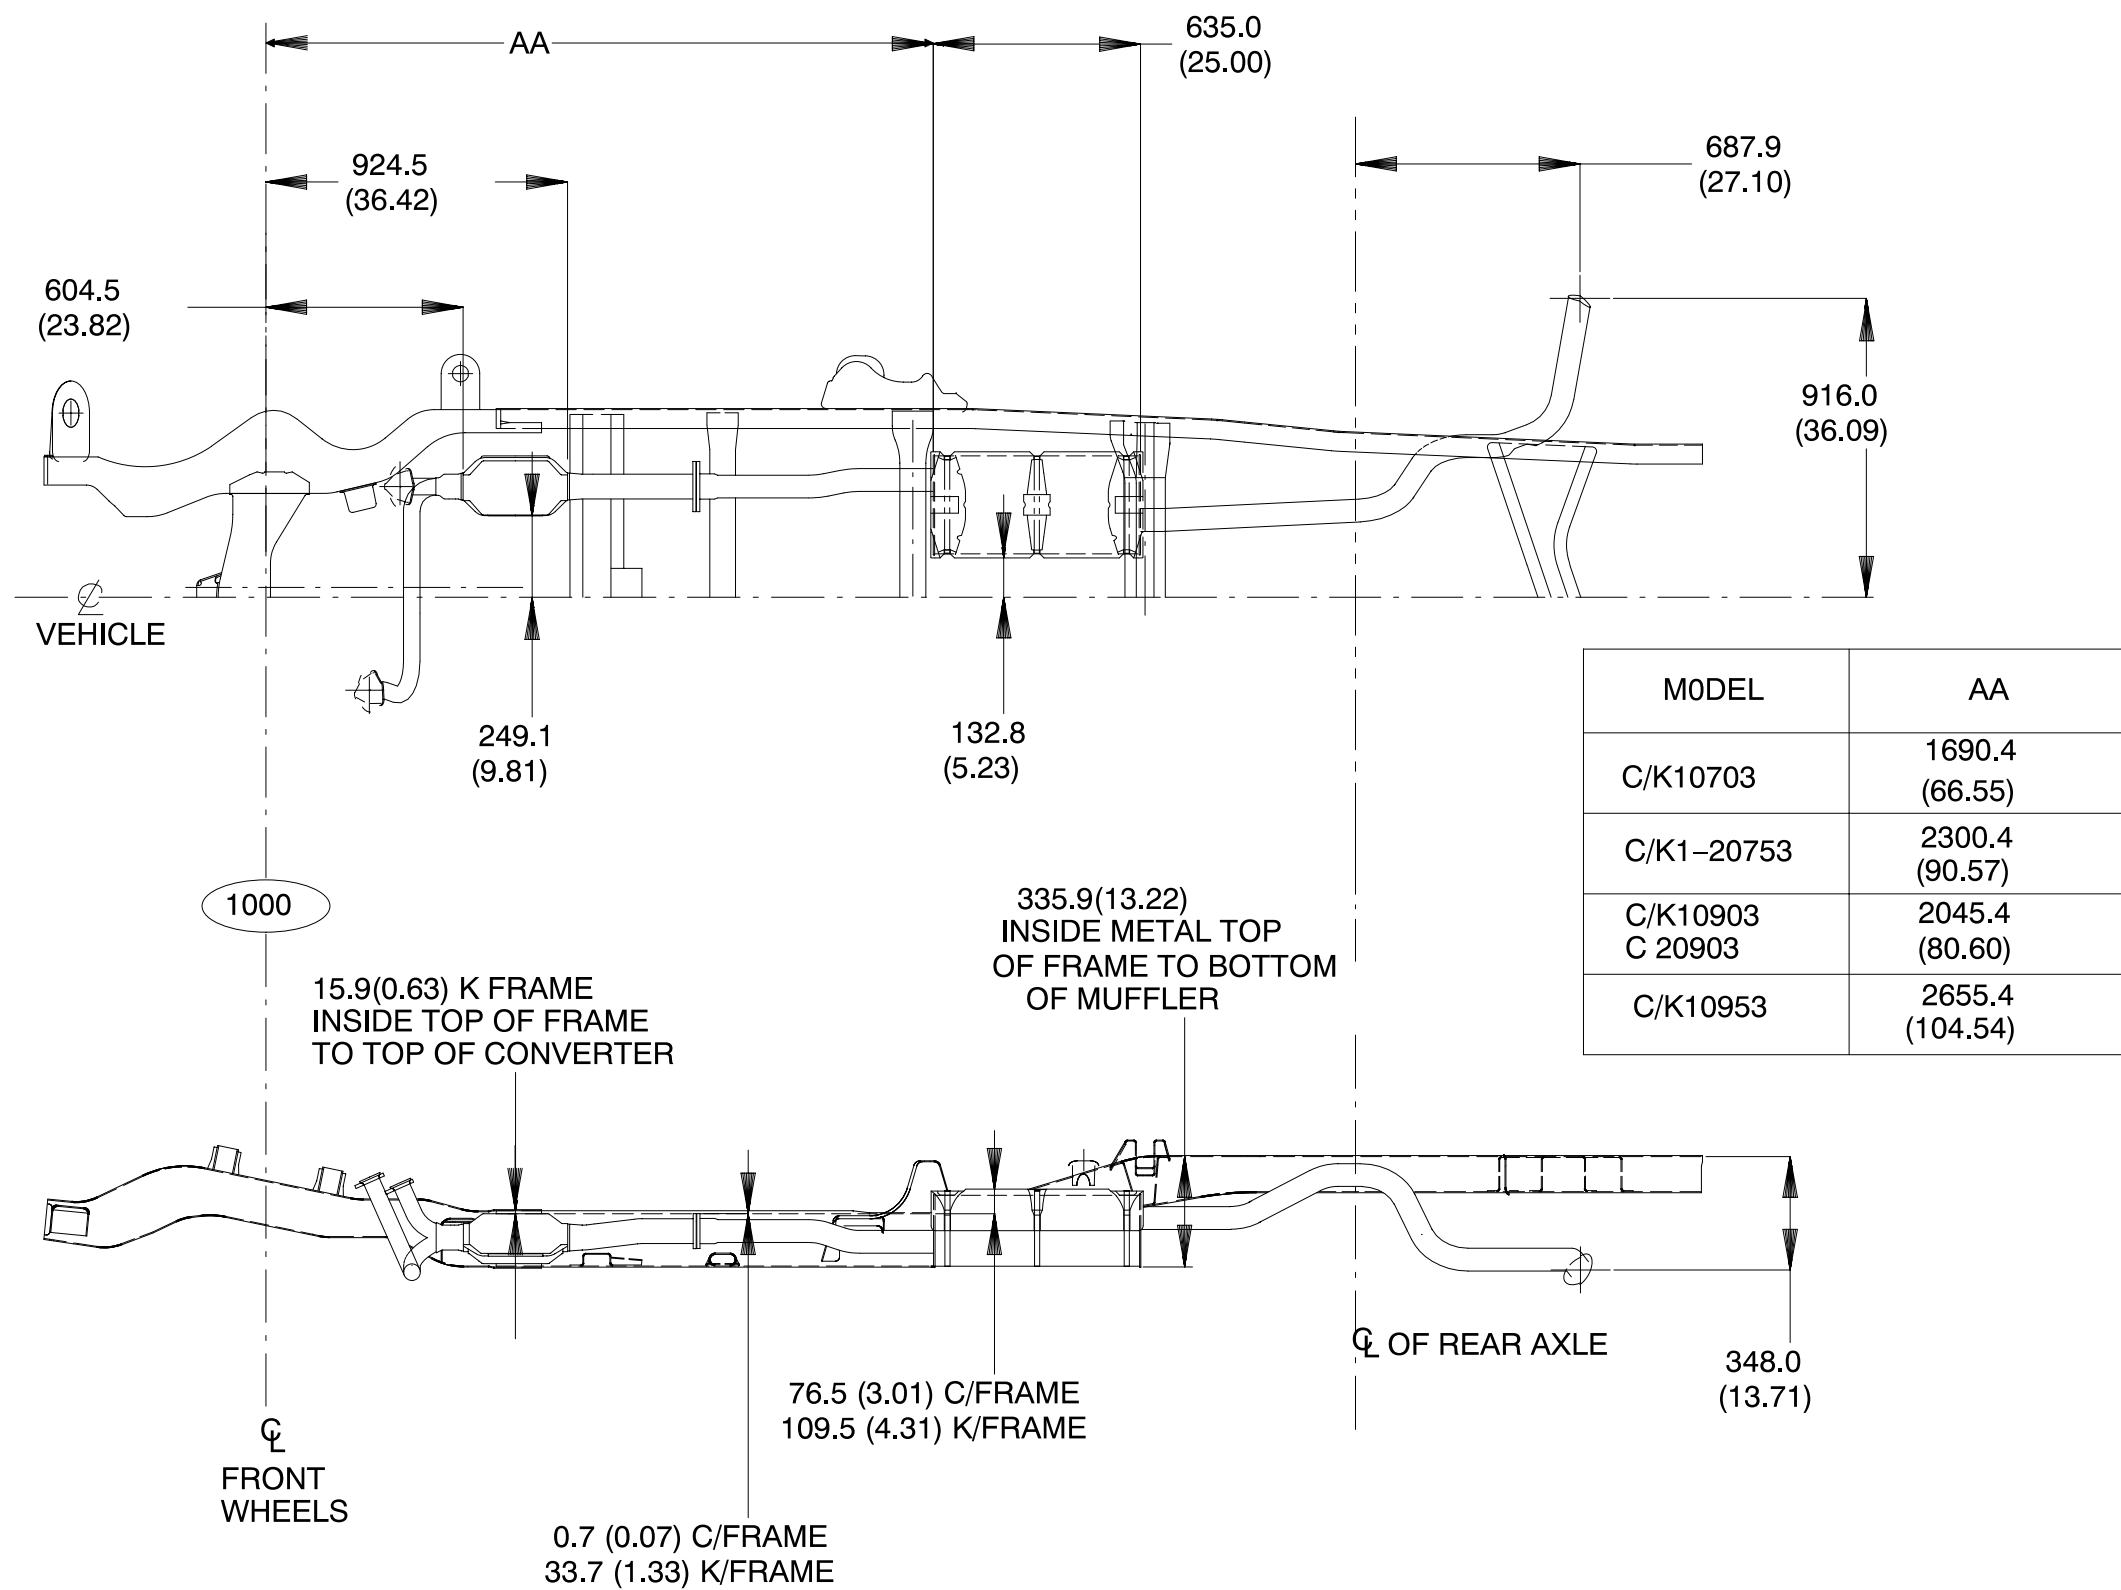 AA
635.0
(25.00)
924.5
(36.42)
687.9
(27.10)
604.5
(23.82)
916.0
(36.09)
℄
VEHICLE
249.1
(9.81)
132.8
(5.23)
M0DEL AA
C/K10703 1690.4
(66.55)
C/K1–20753 2300.4
(90.57)
C/K10903 2045.4
C 20903 (80.60)
C/K10953 2655.4
(104.54)
1000
335.9(13.22)
INSIDE METAL TOP
OF FRAME TO BOTTOM
OF MUFFLER
15.9(0.63) K FRAME
INSIDE TOP OF FRAME
TO TOP OF CONVERTER
℄ OF REAR AXLE
348.0
(13.71)
76.5 (3.01) C/FRAME
109.5 (4.31) K/FRAME
℄
FRONT
WHEELS
0.7 (0.07) C/FRAME
33.7 (1.33) K/FRAME